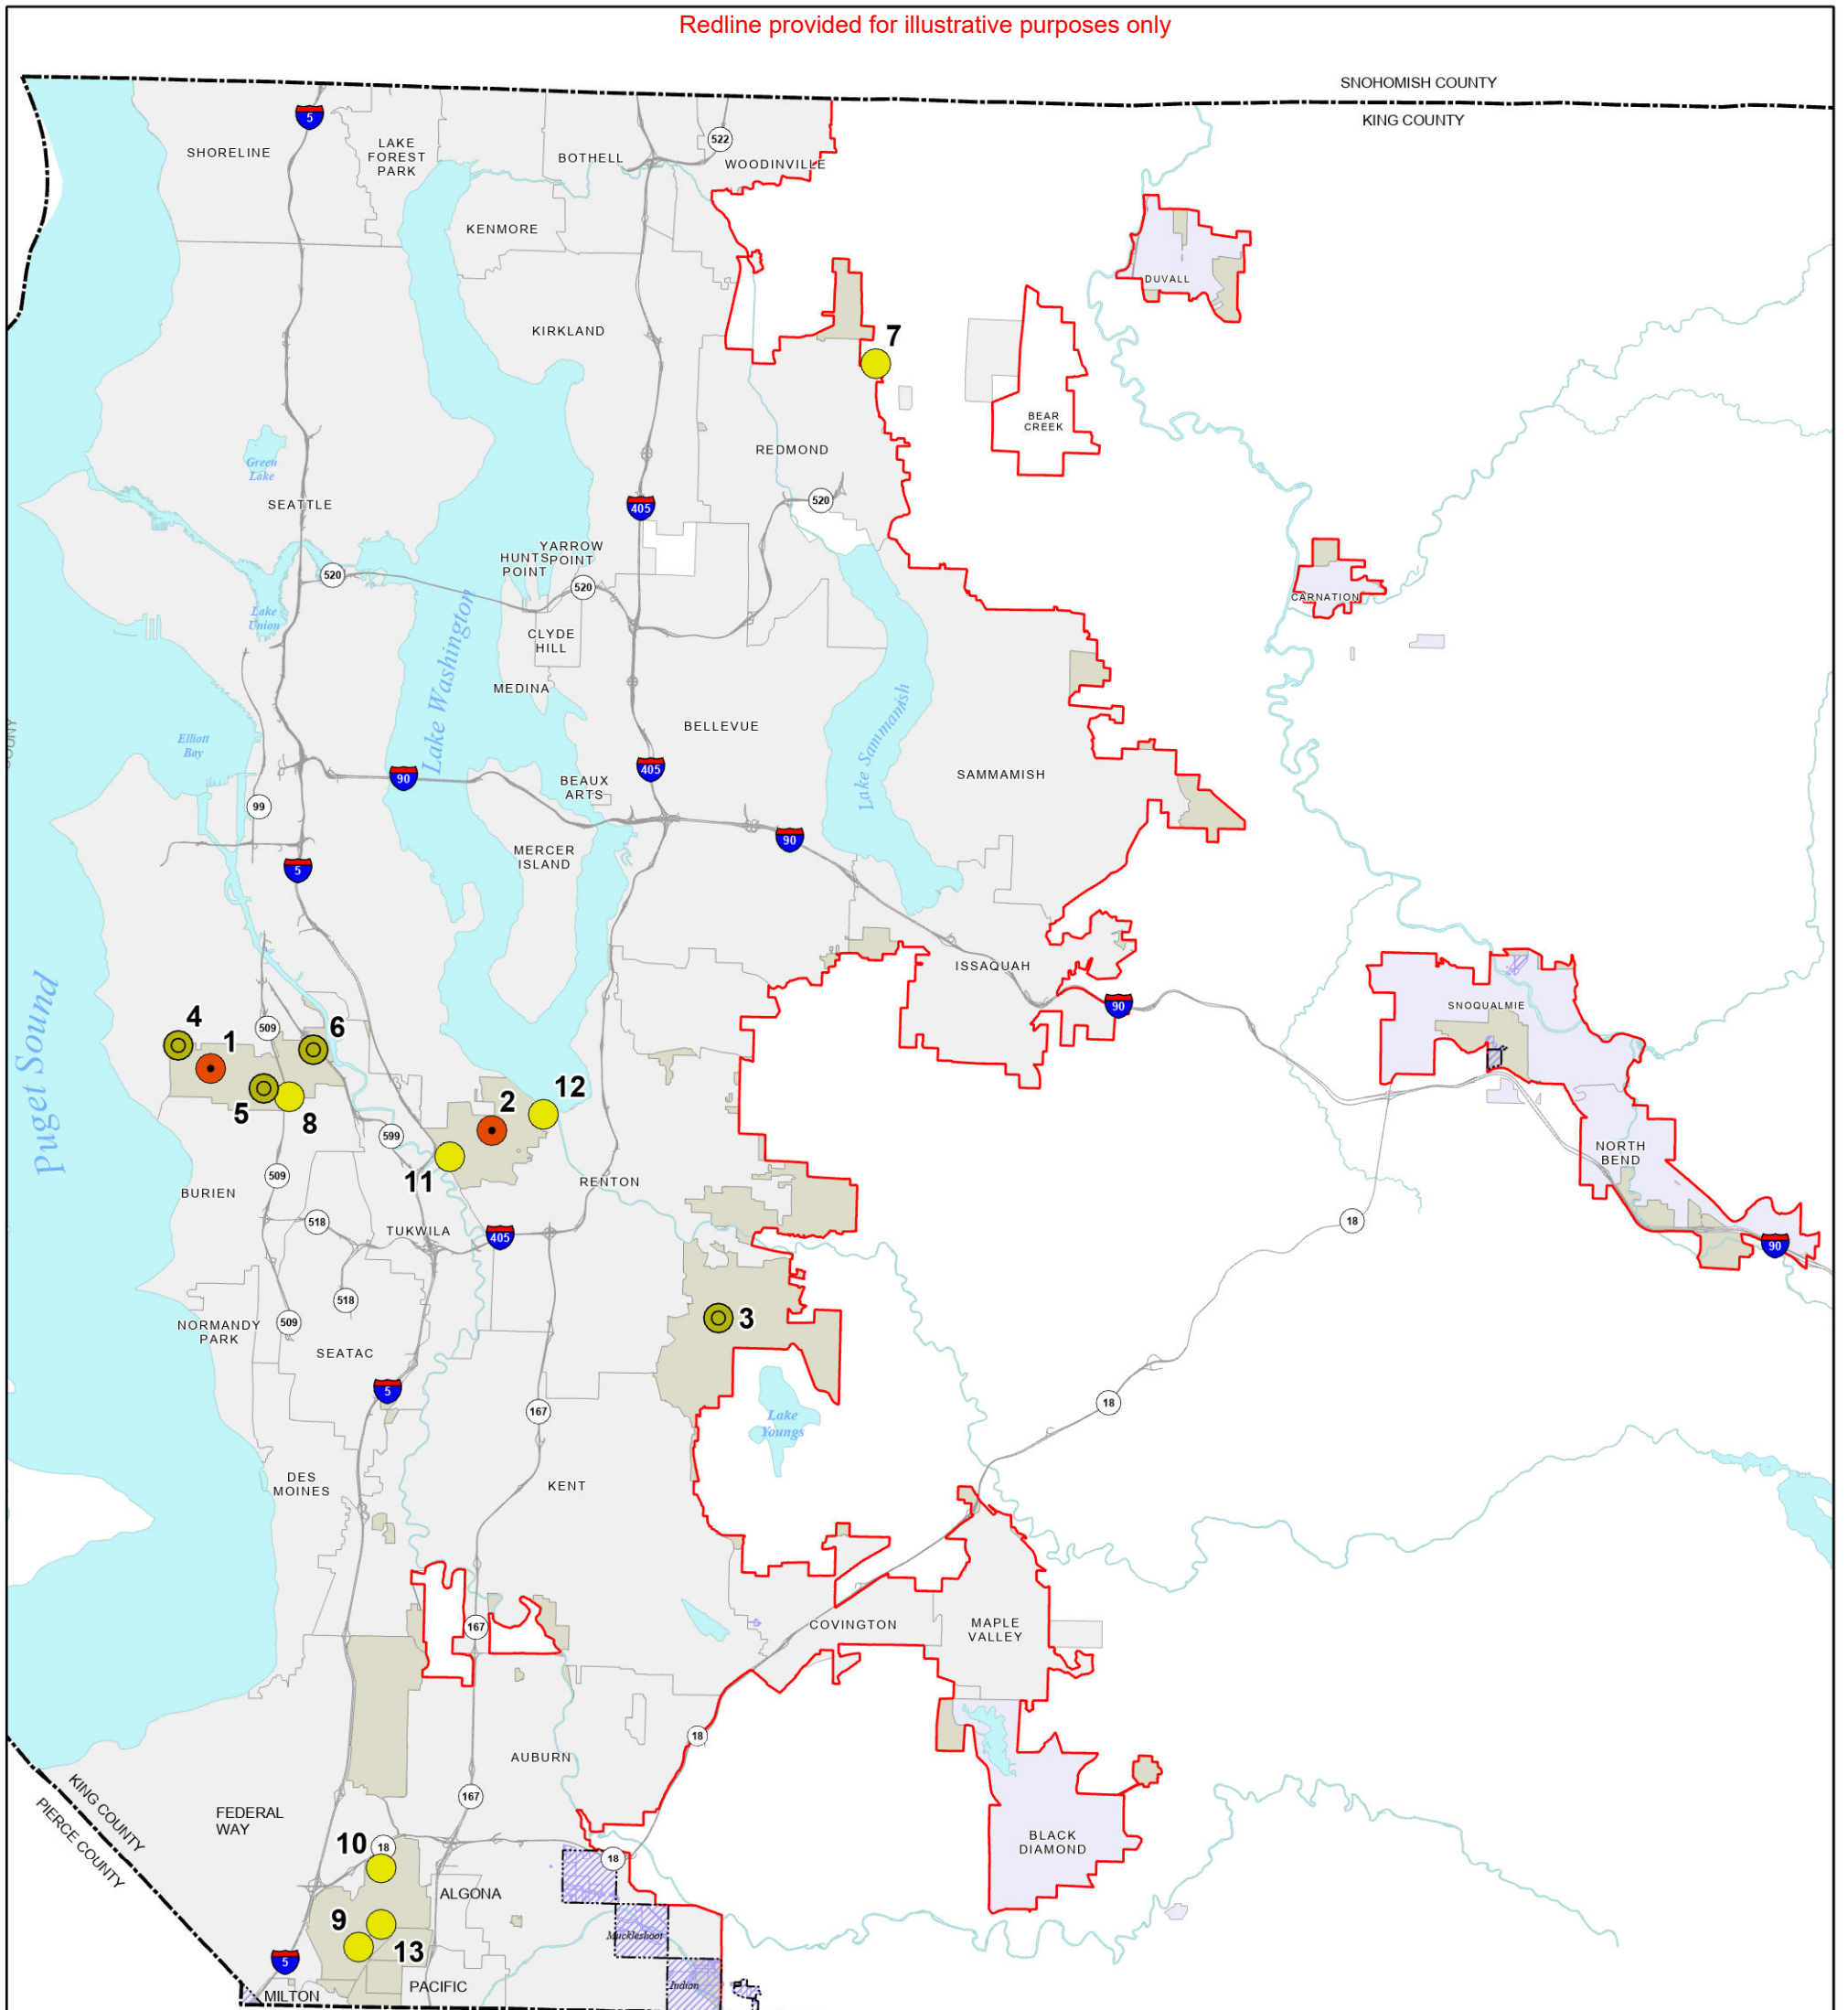 Redline provided for illustrative purposes only
SNOHOMISH COUNTY
KING COUNTY
5
522
SHORELINE
LAKE
FOREST
PARK
BOTHELL
WOODINVILLE
KENMORE
DUVALL
KIRKLAND
7
BEAR
CREEK
REDMOND
Green
Lake
SEATTLE
405
520
YARROW
POINT
HUNTS
POINT
520
520
CARNATION
Lake
Union
CLYDE
HILL
Lake Washington
MEDINA
BELLEVUE
Lake Sammamish
Elliott
Bay
COUNTY
90
405
BEAUX
ARTS
SAMMAMISH
99
90
MERCER
ISLAND
5
ISSAQUAH
Puget Sound
90
SNOQUALMIE
4
1
509
6
5
8
2
12
599
11
509
RENTON
NORTH
BEND
BURIEN
518
TUKWILA
405
18
90
518
509
3
NORMANDY
PARK
SEATAC
5
167
18
Lake
Youngs
DES
MOINES
KENT
167
COVINGTON
MAPLE
VALLEY
18
AUBURN
KING COUNTY
PIERCE COUNTY
167
FEDERAL
WAY
10
18
18
BLACK
DIAMOND
ALGONA
9
13
Muckleshoot
5
PACIFIC
Indian
MILTON